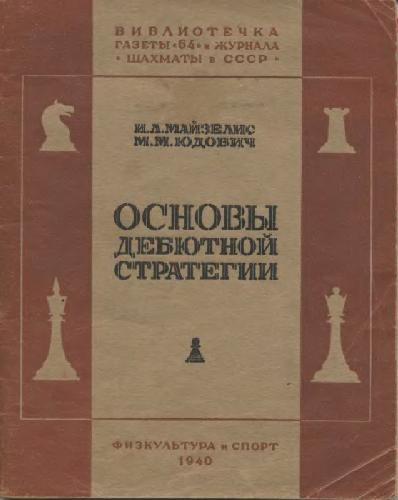 БИБЛИОТЕЧКА
ГАЗЕТЫ «64» и ЖУРНАЛА
"ШАХМАТЫ в СССР"
И.Л.МАЙЗЕЛИС
М.М.ЮДОВИЧ
ОСНОВЫ
ДЕБЮТНОЙ
СТРАТЕГИИ
ФИЗКУЛЬТУРА и СПОРТ
1940